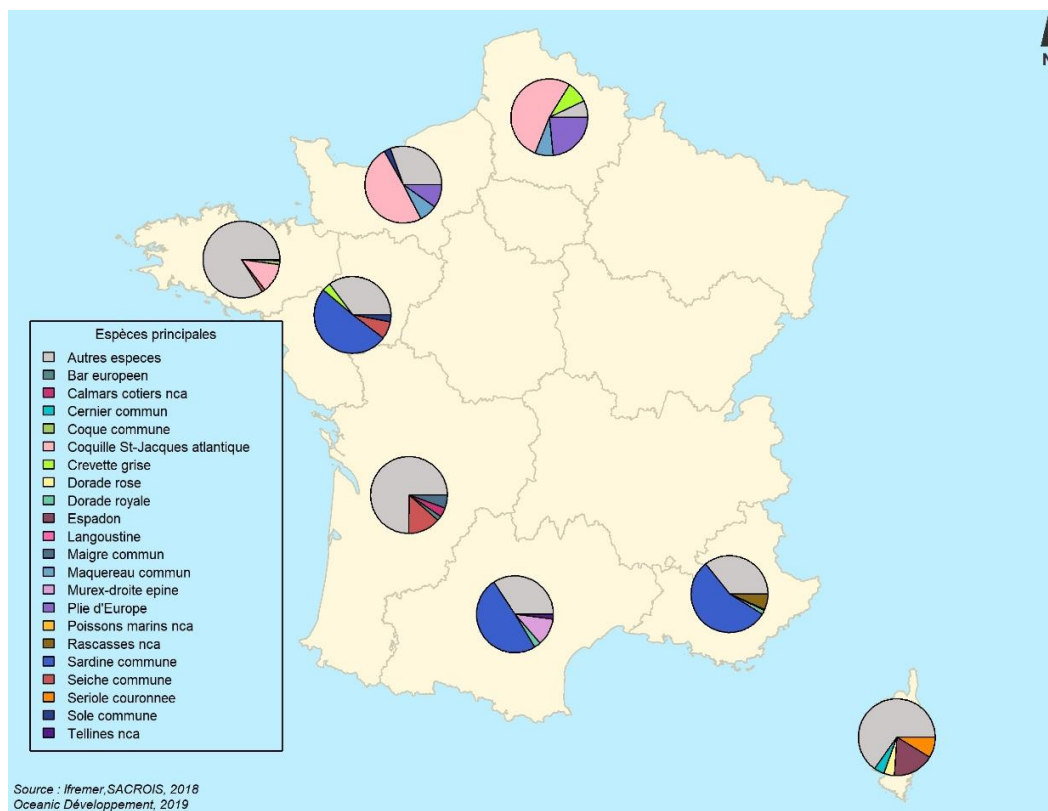 N
Espèces principales
Autres especes
Bar europeen
Calmars cotiers nca
Cernier commun
Coque commune
Coquille St-Jacques atlantique
Crevette grise
Dorade rose
Dorade royale
Espadon
Langoustine
Maigre commun
Maquereau commun
Murex-droite epine
Plie d'Europe
Poissons marins nca
Rascasses nca
Sardine commune
Seiche commune
Seriole couronnee
Sole commune
Tellines nca
Source : Ifremer,SACROIS, 2018
Oceanic Développement, 2019